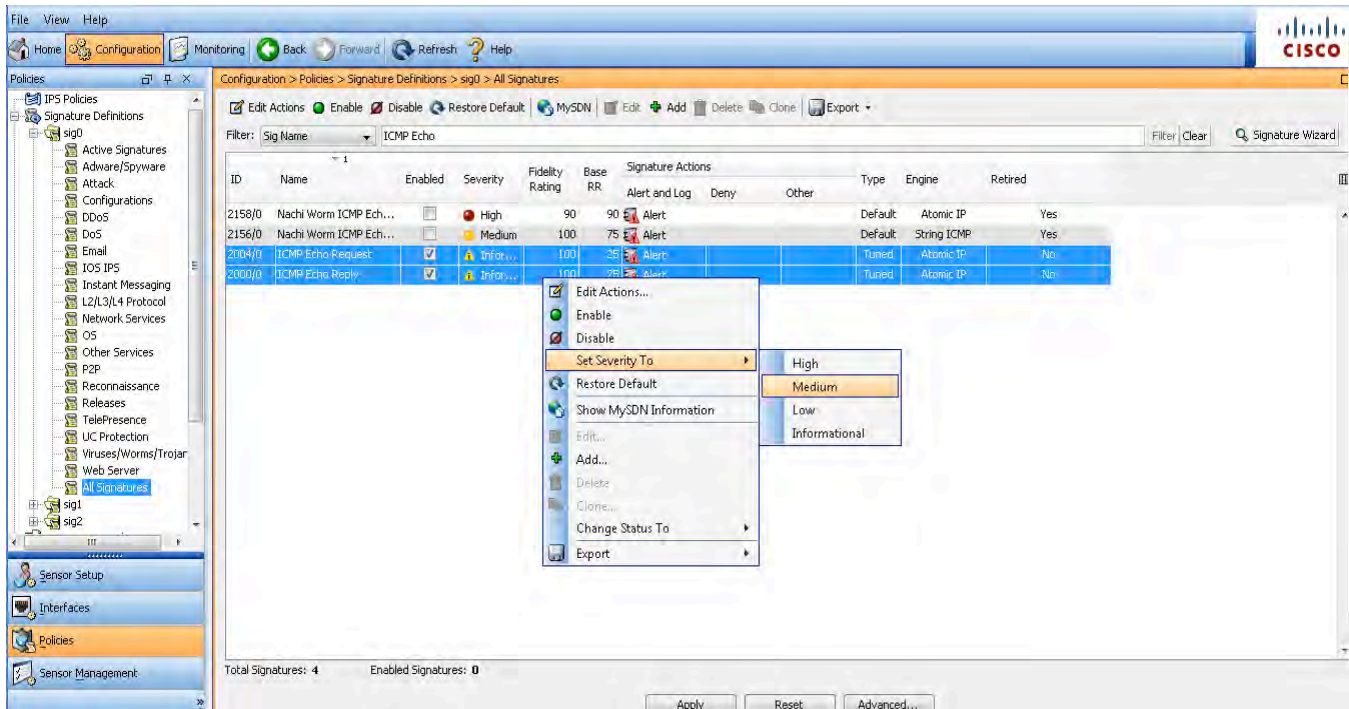 File View Help
Home Configuration Monitoring Back Forward Refresh Help
CISCO
Policies
Configuration > Policies > Signature Definitions > sig0 > All Signatures
IPS Policies
Signature Definitions
sig0
Active Signatures
Adware/Spyware
Attack
Configurations
DDoS
DoS
Email
IOS IPS
Instant Messaging
L2/L3/L4 Protocol
Network Services
OS
Other Services
P2P
Reconnaissance
Releases
TelePresence
UC Protection
Viruses/Worms/Trojar
Web Server
All Signatures
sig1
sig2
Sensor Setup
Interfaces
Policies
Sensor Management
Edit Actions Enable Disable Restore Default MySDN Edit Add Delete Clone Export
Filter: Sig Name ICMP Echo Filter Clear Signature Wizard
1
ID Name Enabled Severity Fidelity Rating Base RR Signature Actions Type Engine Retired
Alert and Log Deny Other
2158/0 Nachi Worm ICMP Ech... High 90 90 Alert Default Atomic IP Yes
2156/0 Nachi Worm ICMP Ech... Medium 100 75 Alert Default String ICMP Yes
2004/0 ICMP Echo Request Infor... 100 25 Alert Tuned Atomic IP No
2000/0 ICMP Echo Reply Infor... 100 25 Alert Tuned Atomic IP No
Edit Actions...
Enable
Disable
Set Severity To
Restore Default
Show MySDN Information
Edit...
Add...
Delete
Clone...
Change Status To
Export
High
Medium
Low
Informational
Total Signatures: 4 Enabled Signatures: 0
Apply Reset Advanced...